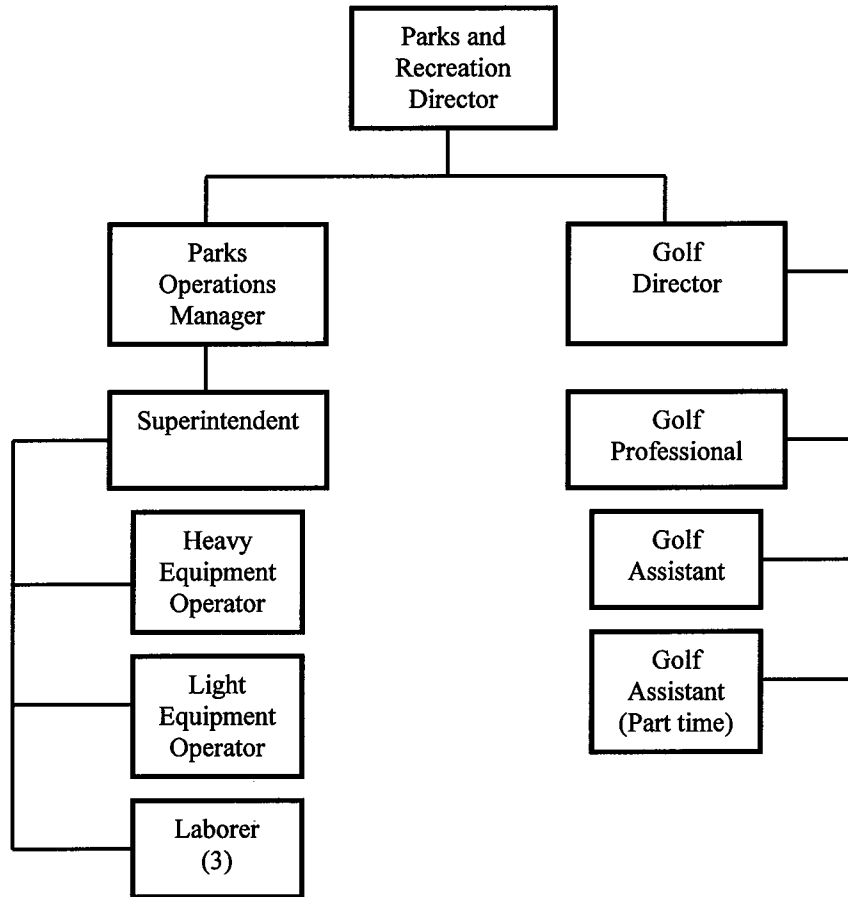 Parks and
Recreation
Director
Parks
Operations
Manager
Golf
Director
Superintendent
Golf
Professional
Heavy
Equipment
Operator
Golf
Assistant
Light
Equipment
Operator
Golf
Assistant
(Part time)
Laborer
(3)